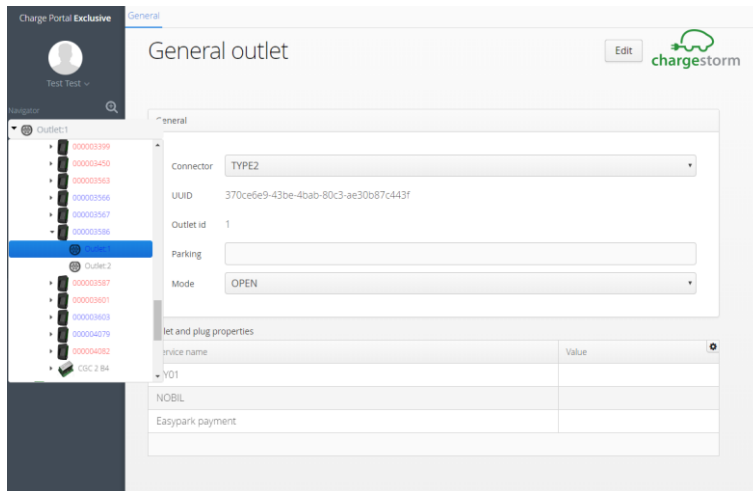 Charge Portal Exclusive
General
General outlet
Edit
chargestorm
Test Test
Navigator
Outlet:1
General
000003399
000003450
000003563
000003566
000003567
000003586
Outlet:1
Outlet:2
000003587
000003601
000003603
000004079
000004082
CGC 2 B4
Connector TYPE2
UUID 370ce6e9-43be-4bab-80c3-ae30b87c443f
Outlet id 1
Parking
Mode OPEN
let and plug properties
ervice name Value
Y01
NOBIL
Easypark payment